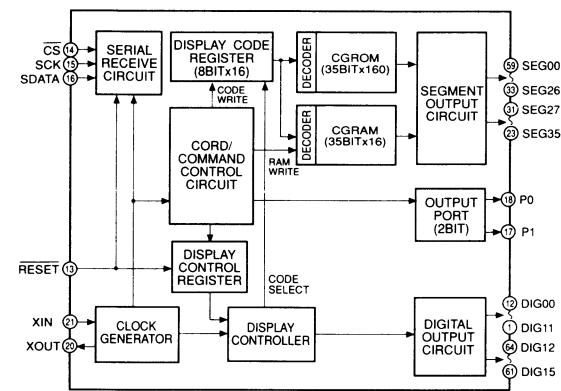 CS 14
SCK 15
SDATA 16
SERIAL
RECEIVE
CIRCUIT
DISPLAY CODE
REGISTER
(8BITx16)
CODE
WRITE
DECODER
CGROM
(35BITx160)
DECODER
CGRAM
(35BITx16)
SEGMENT
OUTPUT
CIRCUIT
59 SEG00
33 SEG26
31 SEG27
23 SEG35
CORD/
COMMAND
CONTROL
CIRCUIT
RAM
WRITE
OUTPUT
PORT
(2BIT)
18 P0
17 P1
RESET 13
DISPLAY
CONTROL
REGISTER
CODE
SELECT
XIN 21
XOUT 20
CLOCK
GENERATOR
DISPLAY
CONTROLLER
DIGITAL
OUTPUT
CIRCUIT
12 DIG00
1 DIG11
64 DIG12
61 DIG15